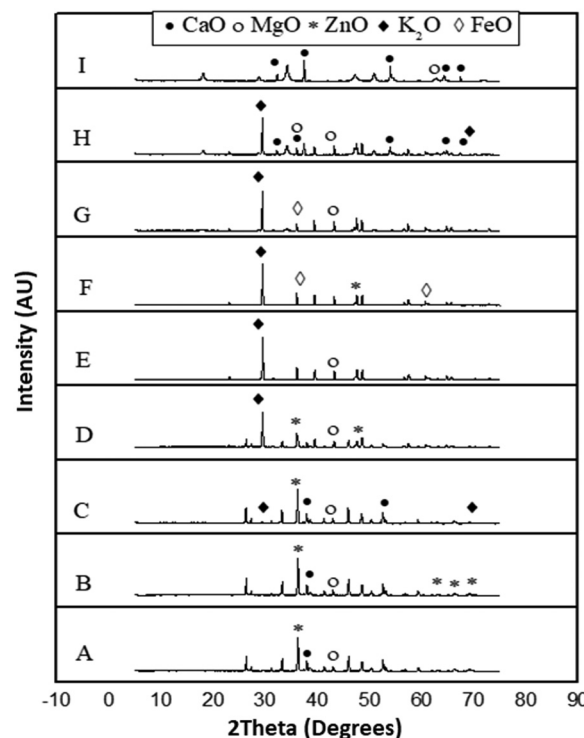 ● CaO ○ MgO * ZnO ◆ K₂O ◇ FeO
I
H
G
F
E
D
C
B
A
Intensity (AU)
-10 0 10 20 30 40 50 60 70 80 90
2Theta (Degrees)